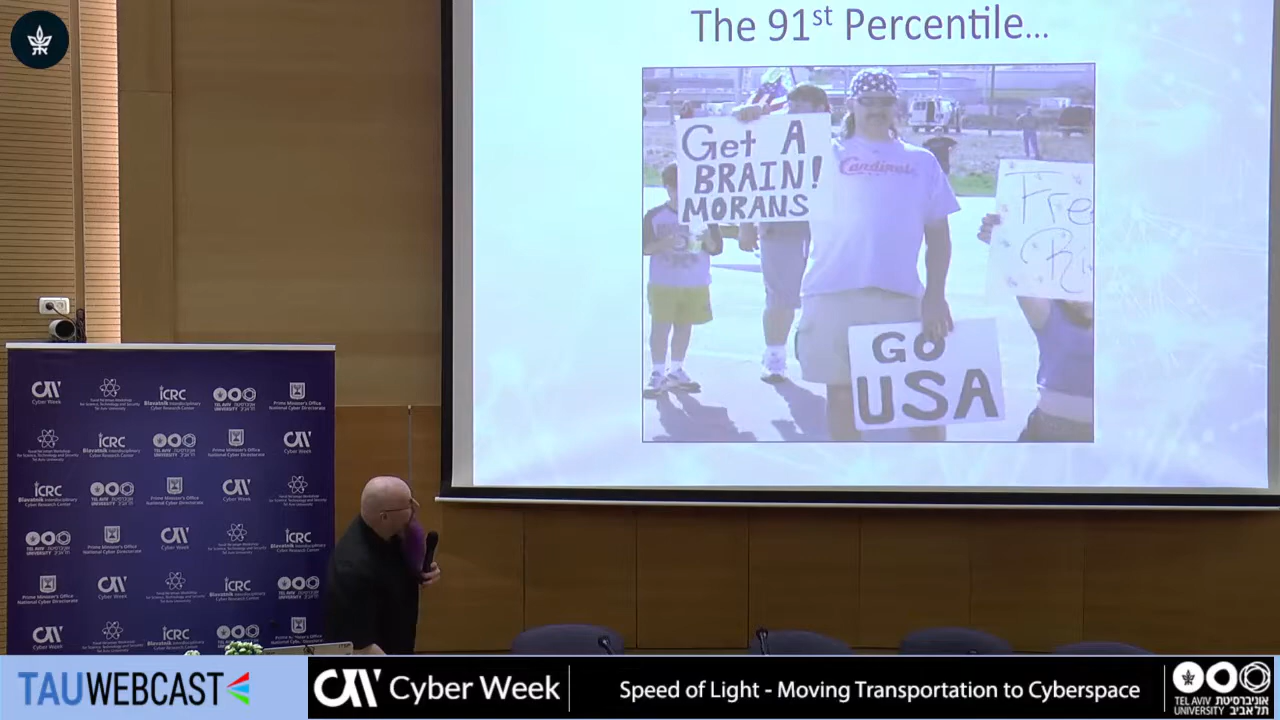 The 91st Percentile...
Get A
BRAIN!
MORANS
Cardinals
Fre
Ri
GO
USA
Cyber Week
ICRC
Blavatnik Interdisciplinary
Cyber Research Center
TEL AVIV
UNIVERSITY
Prime Minister's Office
National Cyber Directorate
TAUWEBCAST
Cyber Week
Speed of Light - Moving Transportation to Cyberspace
TEL AVIV אוניברסיטת
UNIVERSITY תל אביב